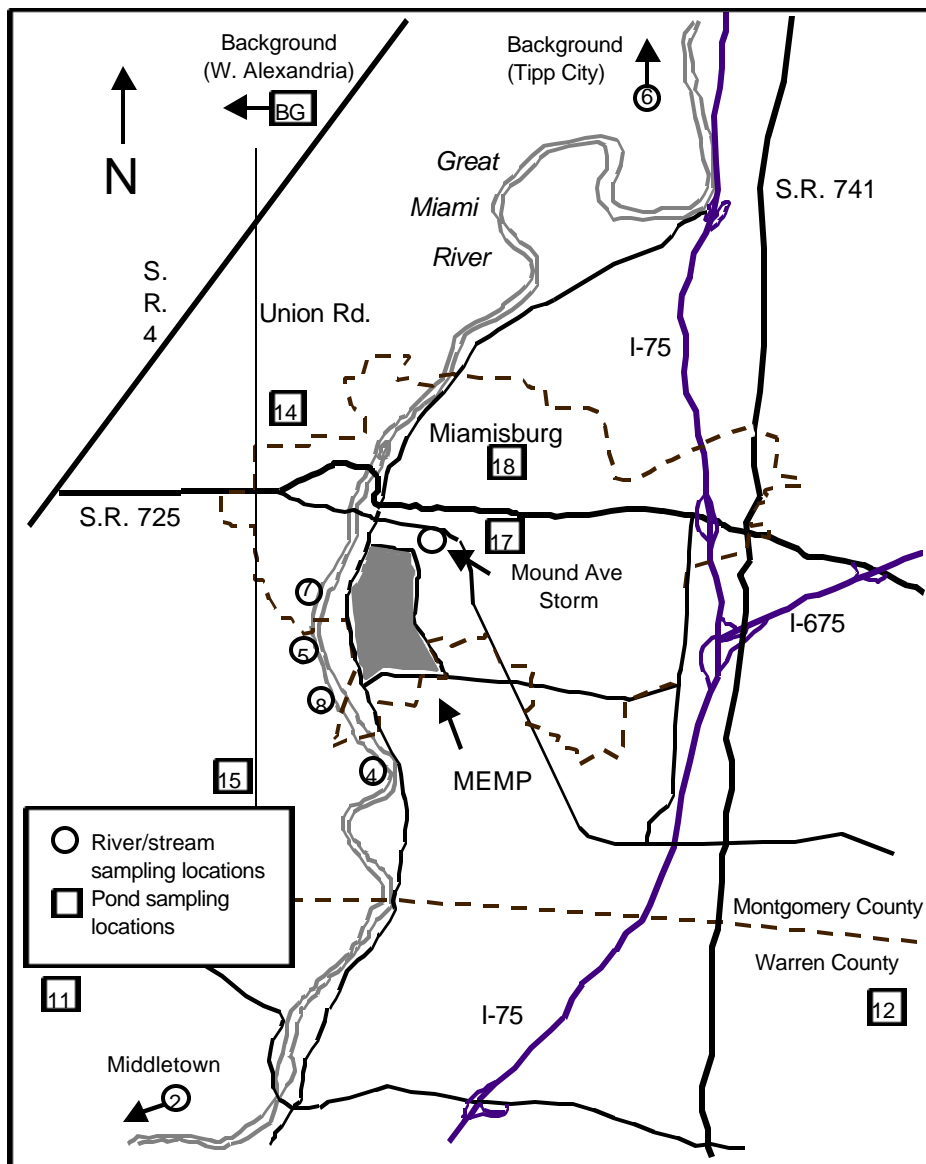 Background
(W. Alexandria)
BG
N
Background
(Tipp City)
6
Great
Miami
River
S.R. 741
S.
R.
4
Union Rd.
I-75
14
Miamisburg
18
S.R. 725
17
Mound Ave
Storm
7
5
8
I-675
4
MEMP
15
River/stream
sampling locations
Pond sampling
locations
Montgomery County
Warren County
11
12
I-75
Middletown
2